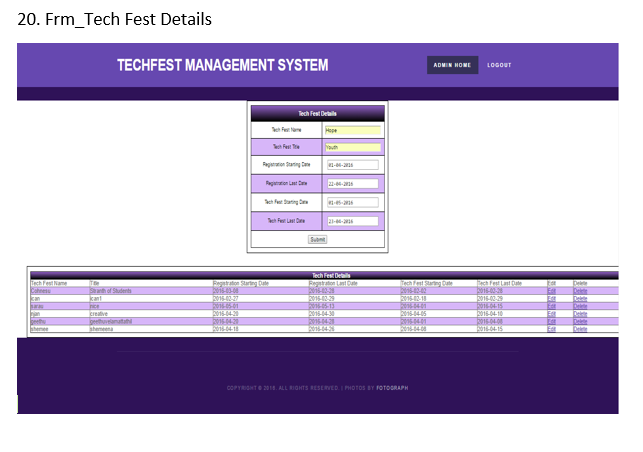 20. Frm_Tech Fest Details
TECHFEST MANAGEMENT SYSTEM ADMIN HOME LOGOUT
Tech Fest Details
Tech Fest Name Hope
Tech Fest Title Youth
Registration Starting Date 01-04-2016
Registration Last Date 22-04-2016
Tech Fest Starting Date 01-05-2016
Tech Fest Last Date 23-04-2016
Submit
Tech Fest Details
Tech Fest Name Title Registration Starting Date Registration Last Date Tech Fest Starting Date Tech Fest Last Date Edit Delete
of Students 2016-03-08 2016-02-28 2016-02-02 2016-02-28 Edit Delete
ican ican1 2016-02-27 2016-02-29 2016-02-18 2016-02-29 Edit Delete
sarau nice 2016-05-01 2016-05-13 2016-04-01 2016-04-15 Edit Delete
njan creative 2016-04-20 2016-04-30 2016-04-05 2016-04-10 Edit Delete
geethu 2016-04-20 2016-04-28 2016-04-01 2016-04-08 Edit Delete
shemee shemeena 2016-04-18 2016-04-26 2016-04-08 2016-04-15 Edit Delete
COPYRIGHT © 2016. ALL RIGHTS RESERVED. | PHOTOS BY FOTOGRAPH